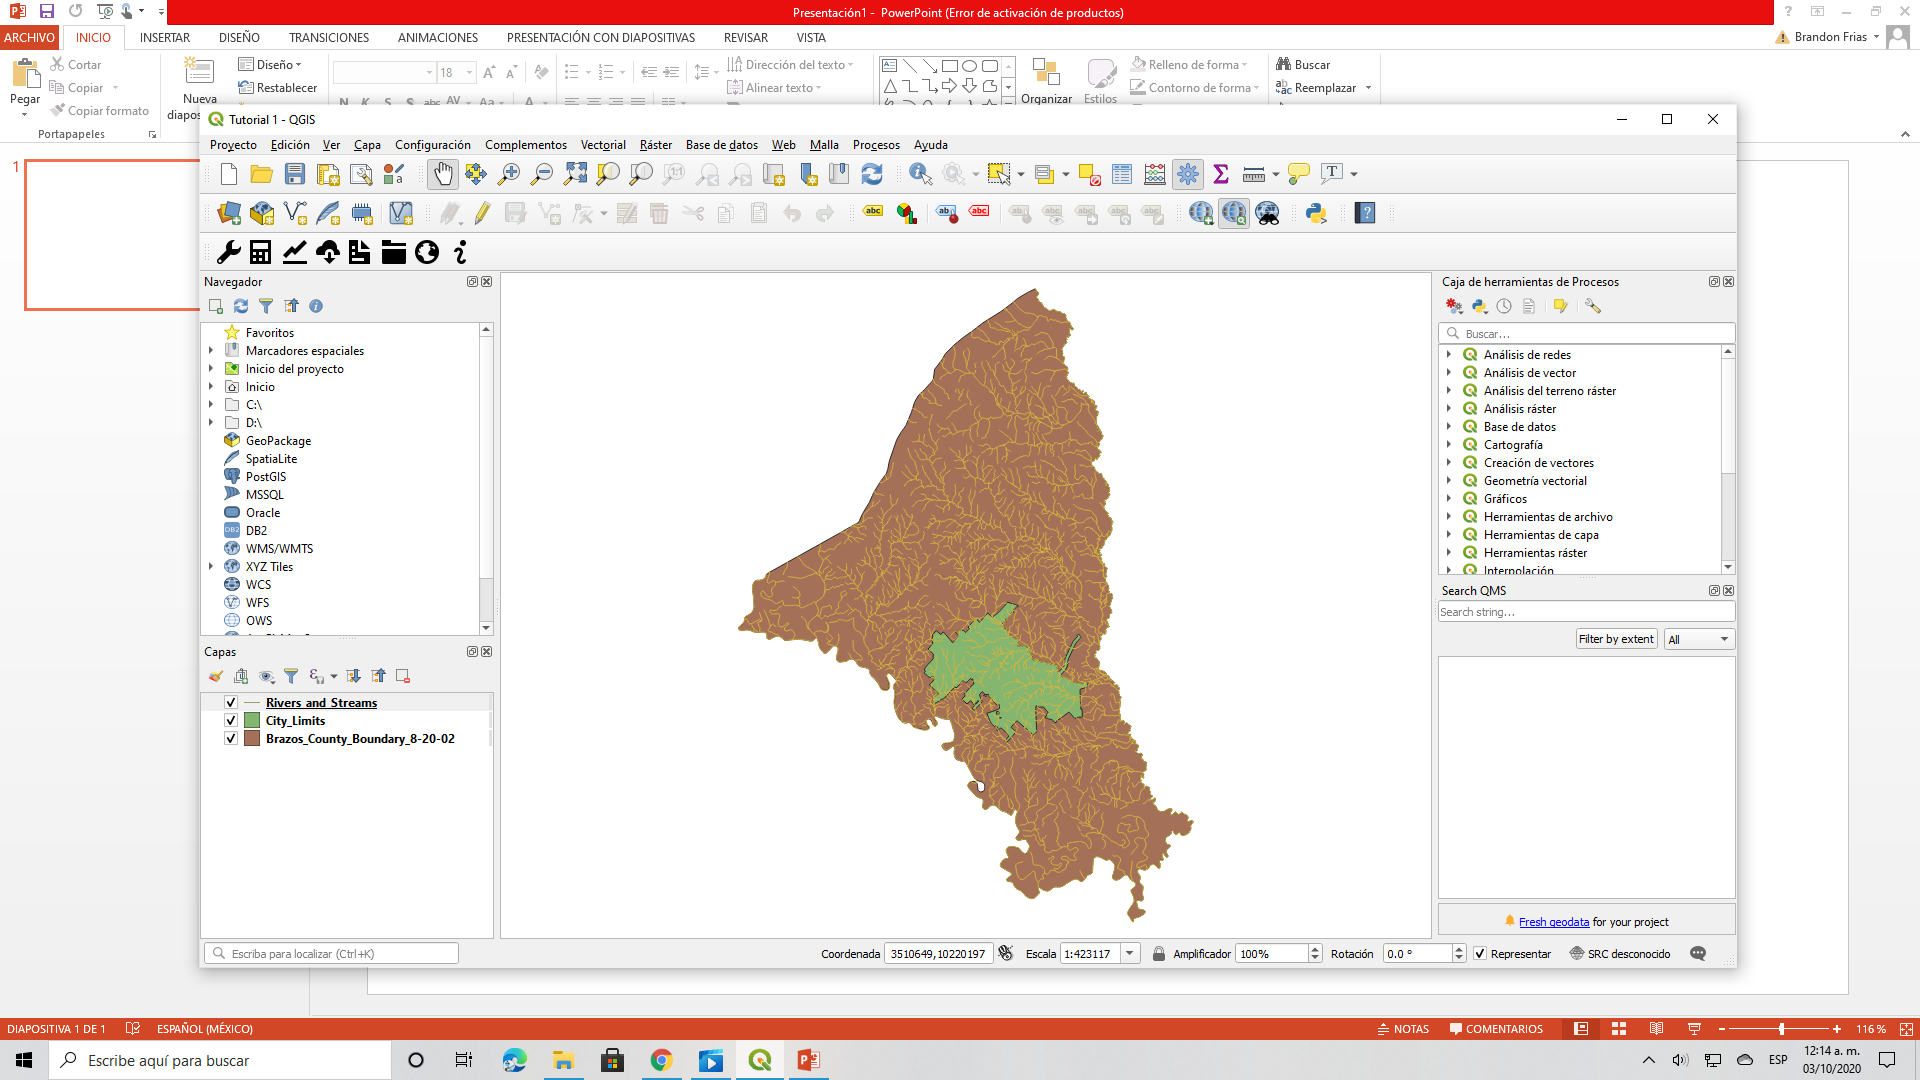 Presentación1 - PowerPoint (Error de activación de productos)
ARCHIVO INICIO INSERTAR DISEÑO TRANSICIONES ANIMACIONES PRESENTACIÓN CON DIAPOSITIVAS REVISAR VISTA Brandon Frias
Cortar Diseño Dirección del texto Relleno de forma Buscar
Copiar 18
Restablecer Alinear texto Contorno de forma Reemplazar
Pegar Copiar formato Nueva Organizar Estilos
Portapapeles
Tutorial 1 - QGIS
Proyecto Edición Ver Capa Configuración Complementos Vectorial Ráster Base de datos Web Malla Procesos Ayuda
Navegador
Favoritos
Marcadores espaciales
Inicio del proyecto
Inicio
C:\
D:\
GeoPackage
SpatiaLite
PostGIS
MSSQL
Oracle
DB2
WMS/WMTS
XYZ Tiles
WCS
WFS
OWS
Capas
Rivers_and_Streams
City_Limits
Brazos_County_Boundary_8-20-02
Caja de herramientas de Procesos
Buscar...
Análisis de redes
Análisis de vector
Análisis del terreno ráster
Análisis ráster
Base de datos
Cartografía
Creación de vectores
Geometría vectorial
Gráficos
Herramientas de archivo
Herramientas de capa
Herramientas ráster
Interpolación
Search QMS
Search string...
Filter by extent All
Fresh geodata for your project
Escriba para localizar (Ctrl+K) Coordenada 3510649,10220197 Escala 1:423117 Amplificador 100% Rotación 0.0 ° Representar SRC desconocido
1
DIAPOSITIVA 1 DE 1 ESPAÑOL (MÉXICO) NOTAS COMENTARIOS 116 %
Escribe aquí para buscar ESP 12:14 a. m.
03/10/2020